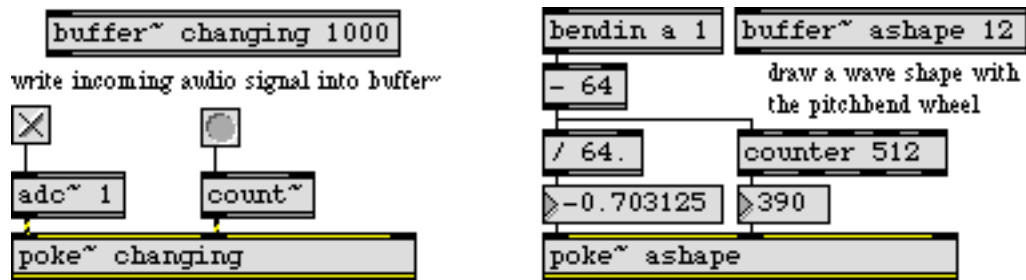 buffer~ changing 1000
write incoming audio signal into buffer~
adc~ 1
count~
poke~ changing
bendin a 1
buffer~ ashape 12
- 64
draw a wave shape with
the pitchbend wheel
/ 64.
counter 512
-0.703125
390
poke~ ashape